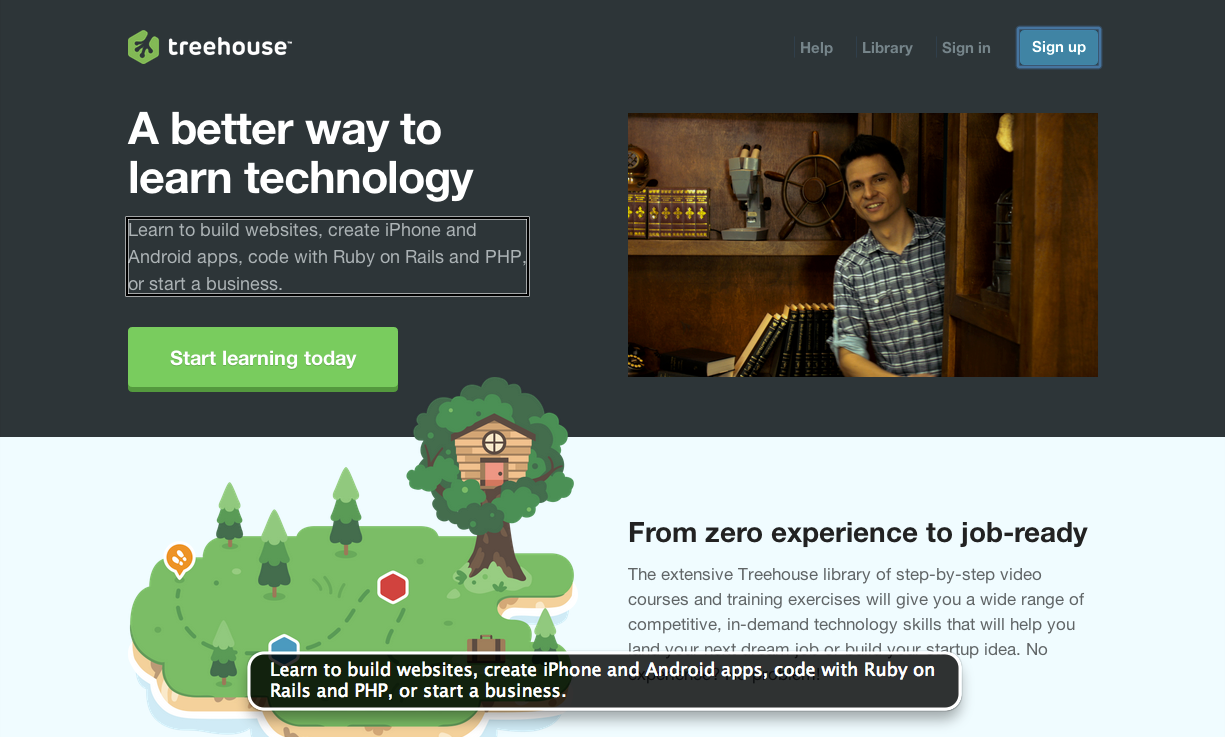 treehouse™
Help
Library
Sign in
Sign up
A better way to
learn technology
Learn to build websites, create iPhone and
Android apps, code with Ruby on Rails and PHP,
or start a business.
Start learning today
From zero experience to job-ready
The extensive Treehouse library of step-by-step video
courses and training exercises will give you a wide range of
competitive, in-demand technology skills that will help you
land your next dream job or build your startup idea. No
Learn to build websites, create iPhone and Android apps, code with Ruby on
Rails and PHP, or start a business.